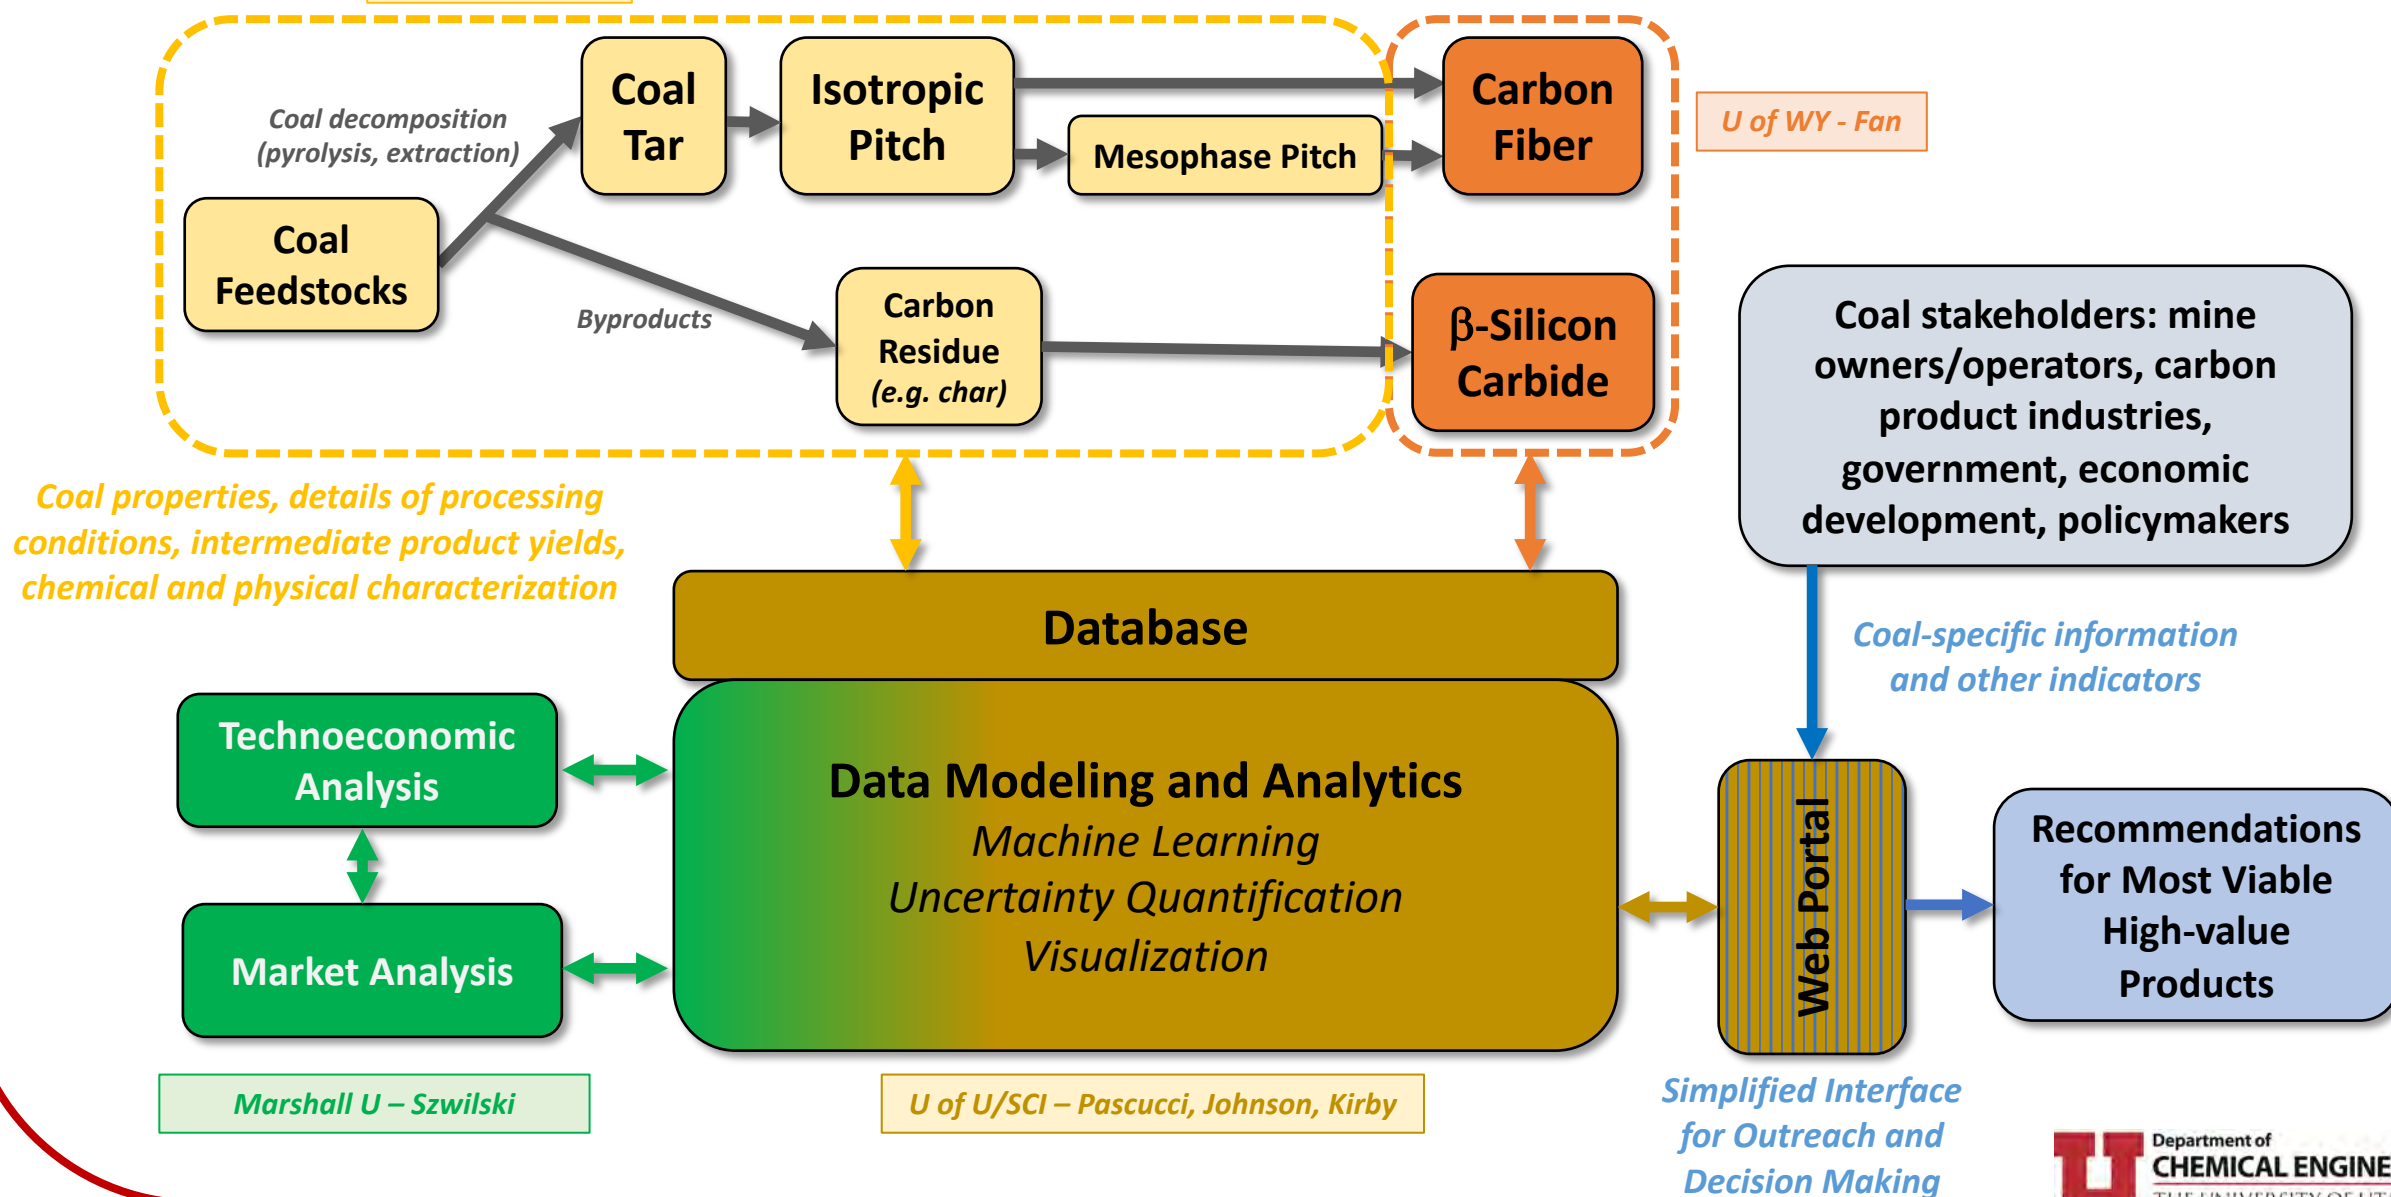 Coal decomposition
(pyrolysis, extraction)
Coal
Tar
Isotropic
Pitch
Mesophase Pitch
Carbon
Fiber
U of WY - Fan
Coal
Feedstocks
Byproducts
Carbon
Residue
(e.g. char)
β-Silicon
Carbide
Coal stakeholders: mine
owners/operators, carbon
product industries,
government, economic
development, policymakers
Coal properties, details of processing
conditions, intermediate product yields,
chemical and physical characterization
Database
Coal-specific information
and other indicators
Technoeconomic
Analysis
Market Analysis
Data Modeling and Analytics
Machine Learning
Uncertainty Quantification
Visualization
Web Portal
Recommendations
for Most Viable
High-value
Products
Marshall U – Szwilski
U of U/SCI – Pascucci, Johnson, Kirby
Simplified Interface
for Outreach and
Decision Making
Department of
CHEMICAL ENGINE
THE UNIVERSITY OF UT